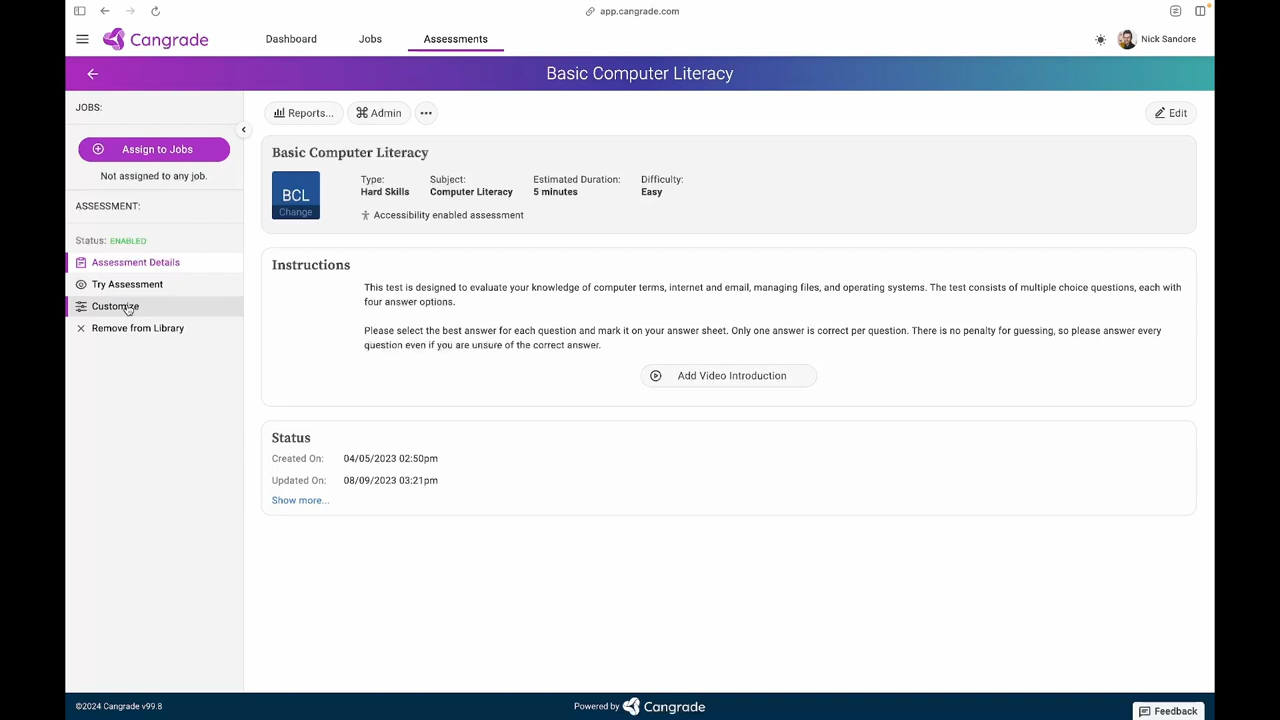 app.cangrade.com
Cangrade
Dashboard
Jobs
Assessments
Nick Sandore
Basic Computer Literacy
JOBS:
Assign to Jobs
Not assigned to any job.
ASSESSMENT:
Status: ENABLED
Assessment Details
Try Assessment
Customize
Remove from Library
Reports...
Admin
Edit
Basic Computer Literacy
BCL
Change
Type:
Hard Skills
Subject:
Computer Literacy
Estimated Duration:
5 minutes
Difficulty:
Easy
Accessibility enabled assessment
Instructions
This test is designed to evaluate your knowledge of computer terms, internet and email, managing files, and operating systems. The test consists of multiple choice questions, each with
four answer options.
Please select the best answer for each question and mark it on your answer sheet. Only one answer is correct per question. There is no penalty for guessing, so please answer every
question even if you are unsure of the correct answer.
Add Video Introduction
Status
Created On: 04/05/2023 02:50pm
Updated On: 08/09/2023 03:21pm
Show more...
©2024 Cangrade v99.8
Powered by Cangrade
Feedback